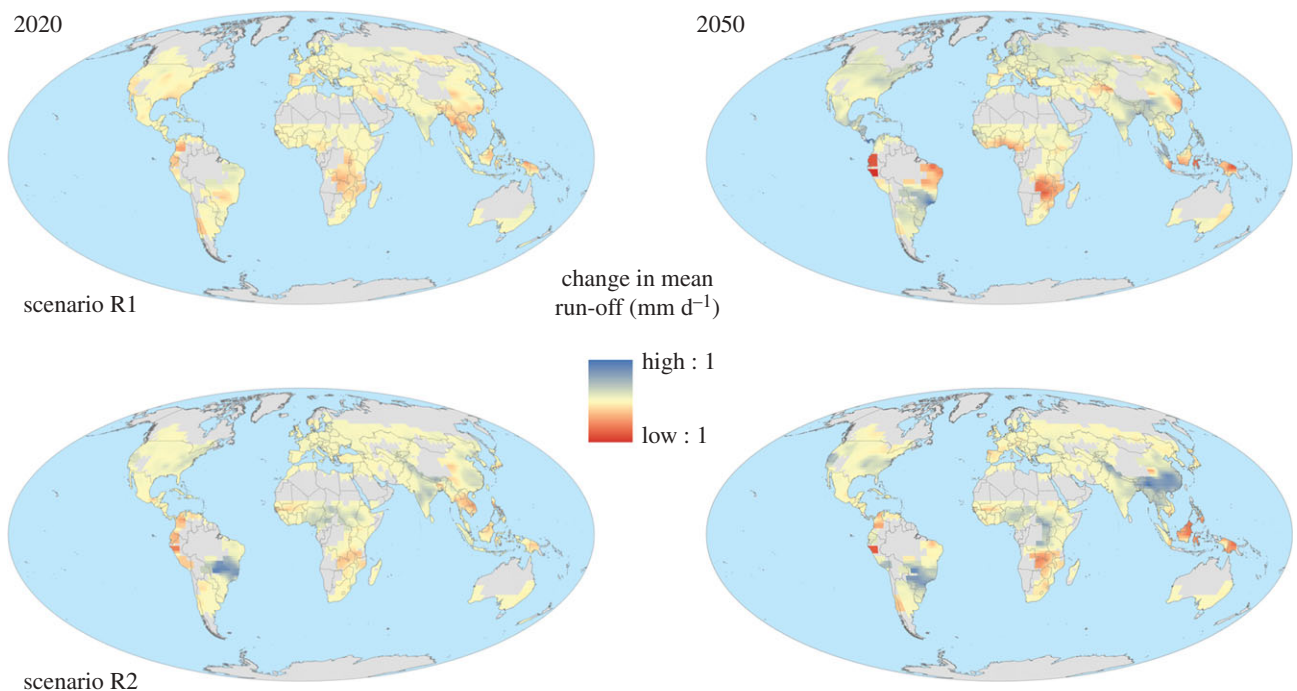 2020
2050
scenario R1
change in mean
run-off (mm d⁻¹)
high : 1
low : 1
scenario R2